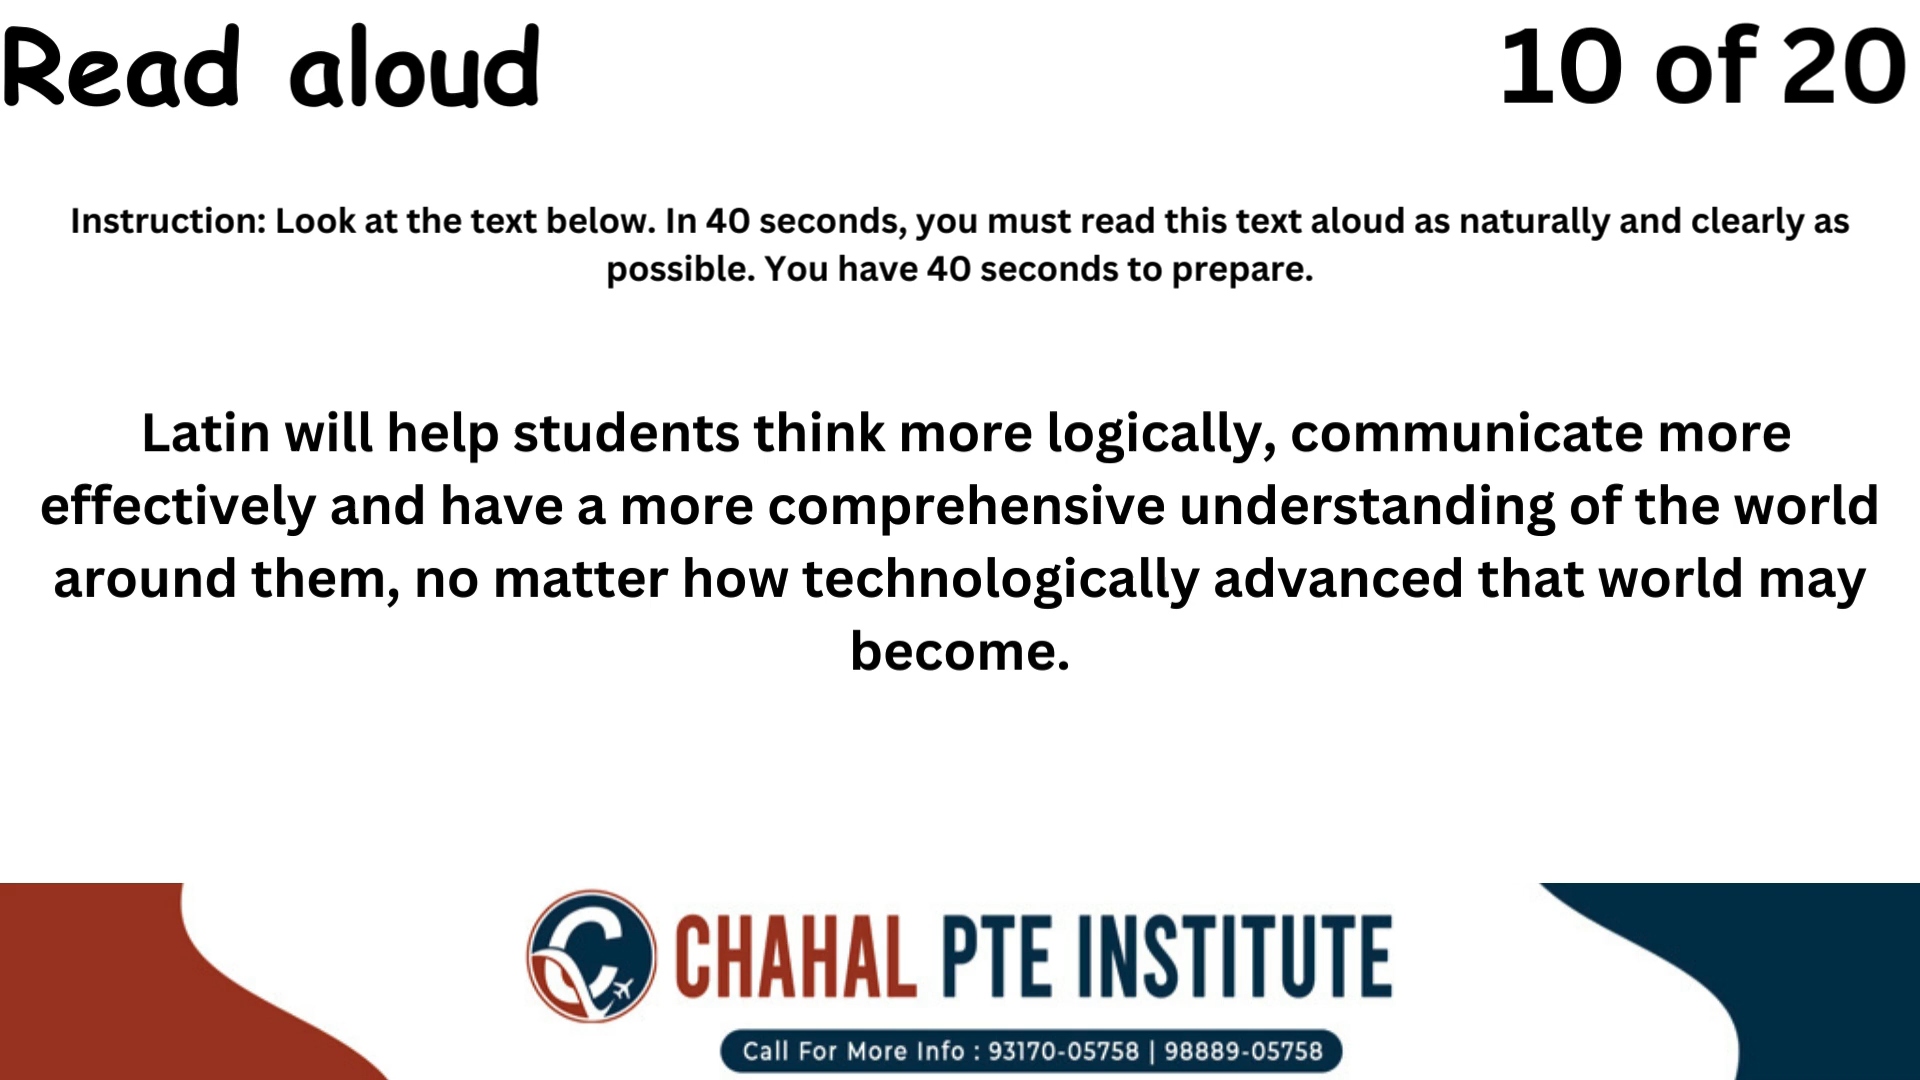 Read aloud
10 of 20
Instruction: Look at the text below. In 40 seconds, you must read this text aloud as naturally and clearly as
possible. You have 40 seconds to prepare.
Latin will help students think more logically, communicate more
effectively and have a more comprehensive understanding of the world
around them, no matter how technologically advanced that world may
become.
CHAHAL PTE INSTITUTE
Call For More Info : 93170-05758 | 98889-05758